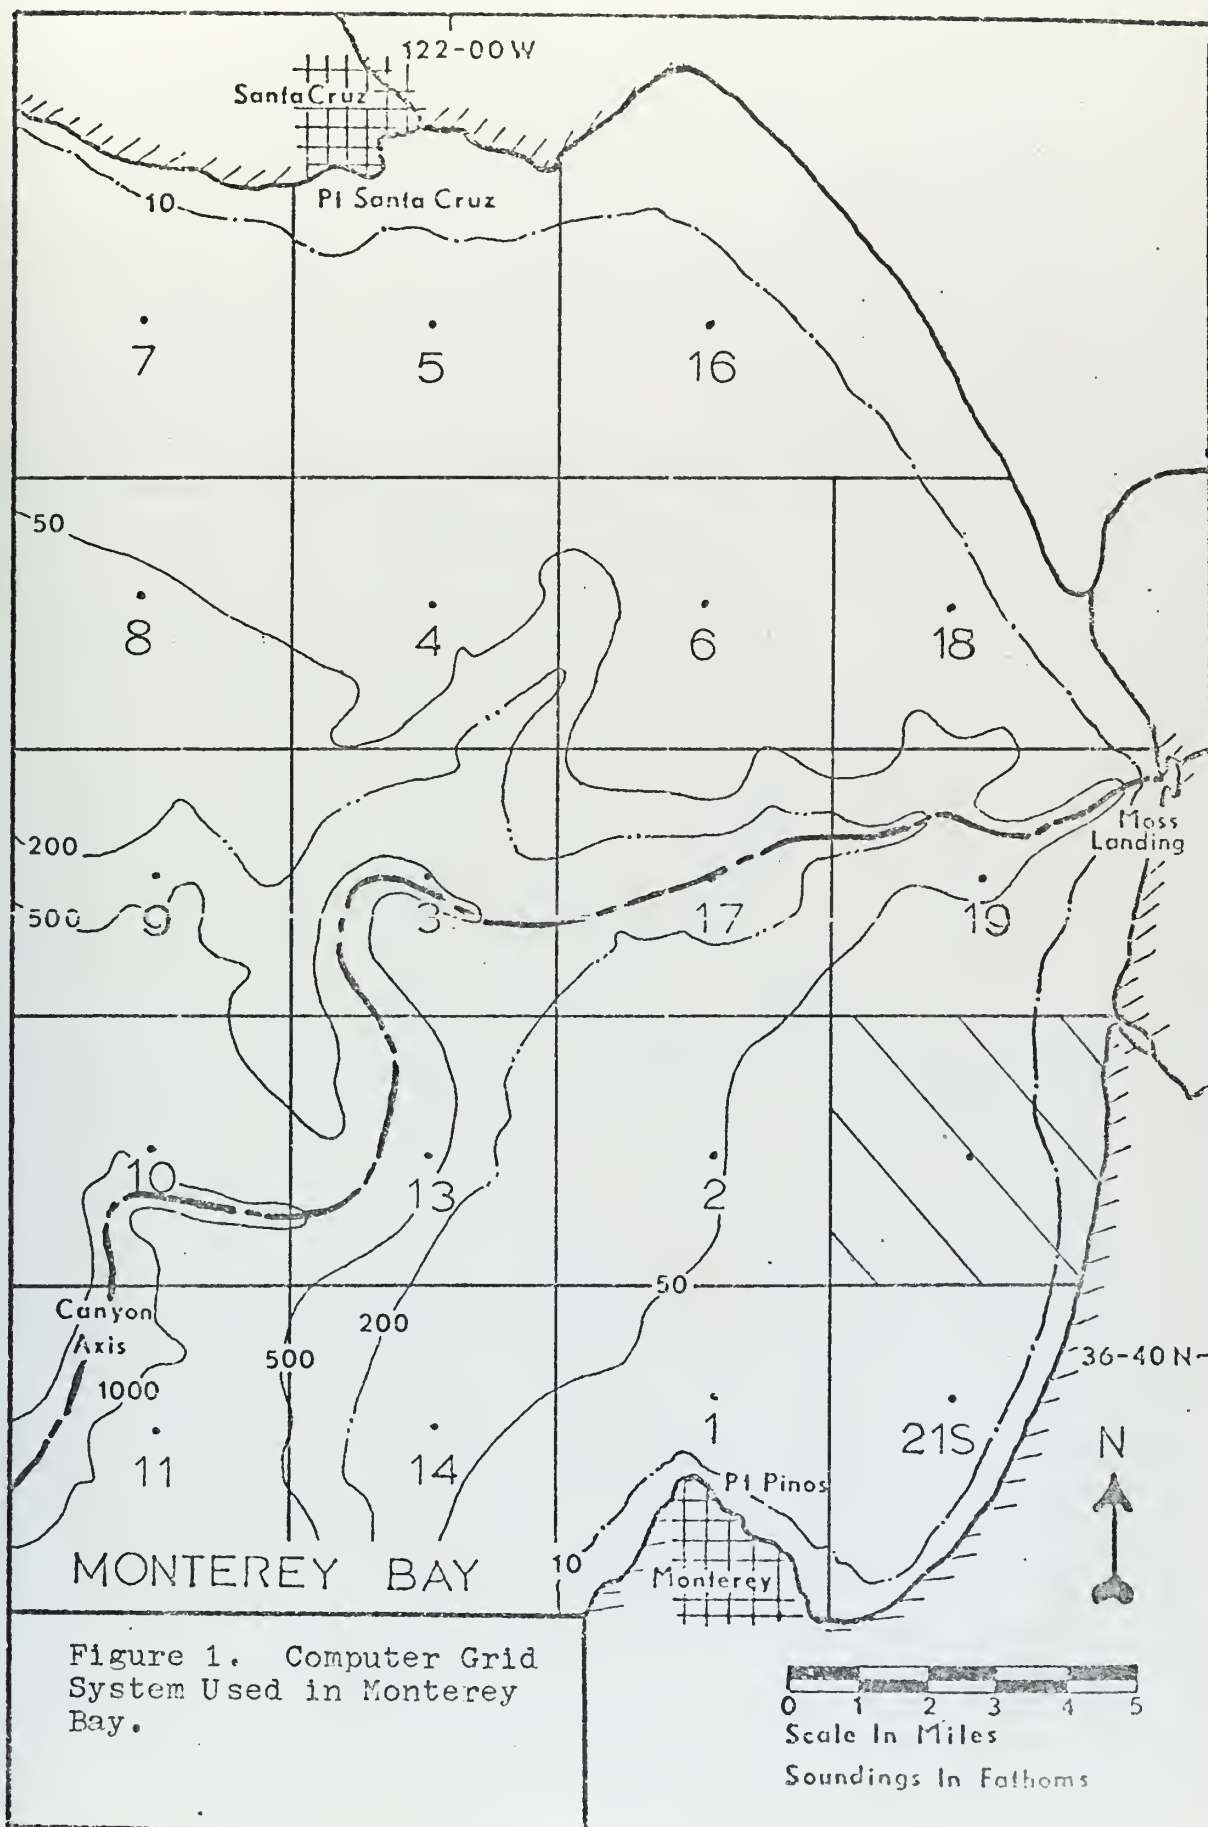 122-00 W
Santa Cruz
Pt Santa Cruz
10
7
5
16
50
8
4
6
18
200
Moss
Landing
500
9
3
17
19
10
13
2
Canyon
Axis
50
200
500
36-40 N
1000
1
21S
N
11
14
Pt Pinos
MONTEREY BAY
10
Monterey
Figure 1. Computer Grid
System Used in Monterey
Bay.
0 1 2 3 4 5
Scale In Miles
Soundings In Fathoms